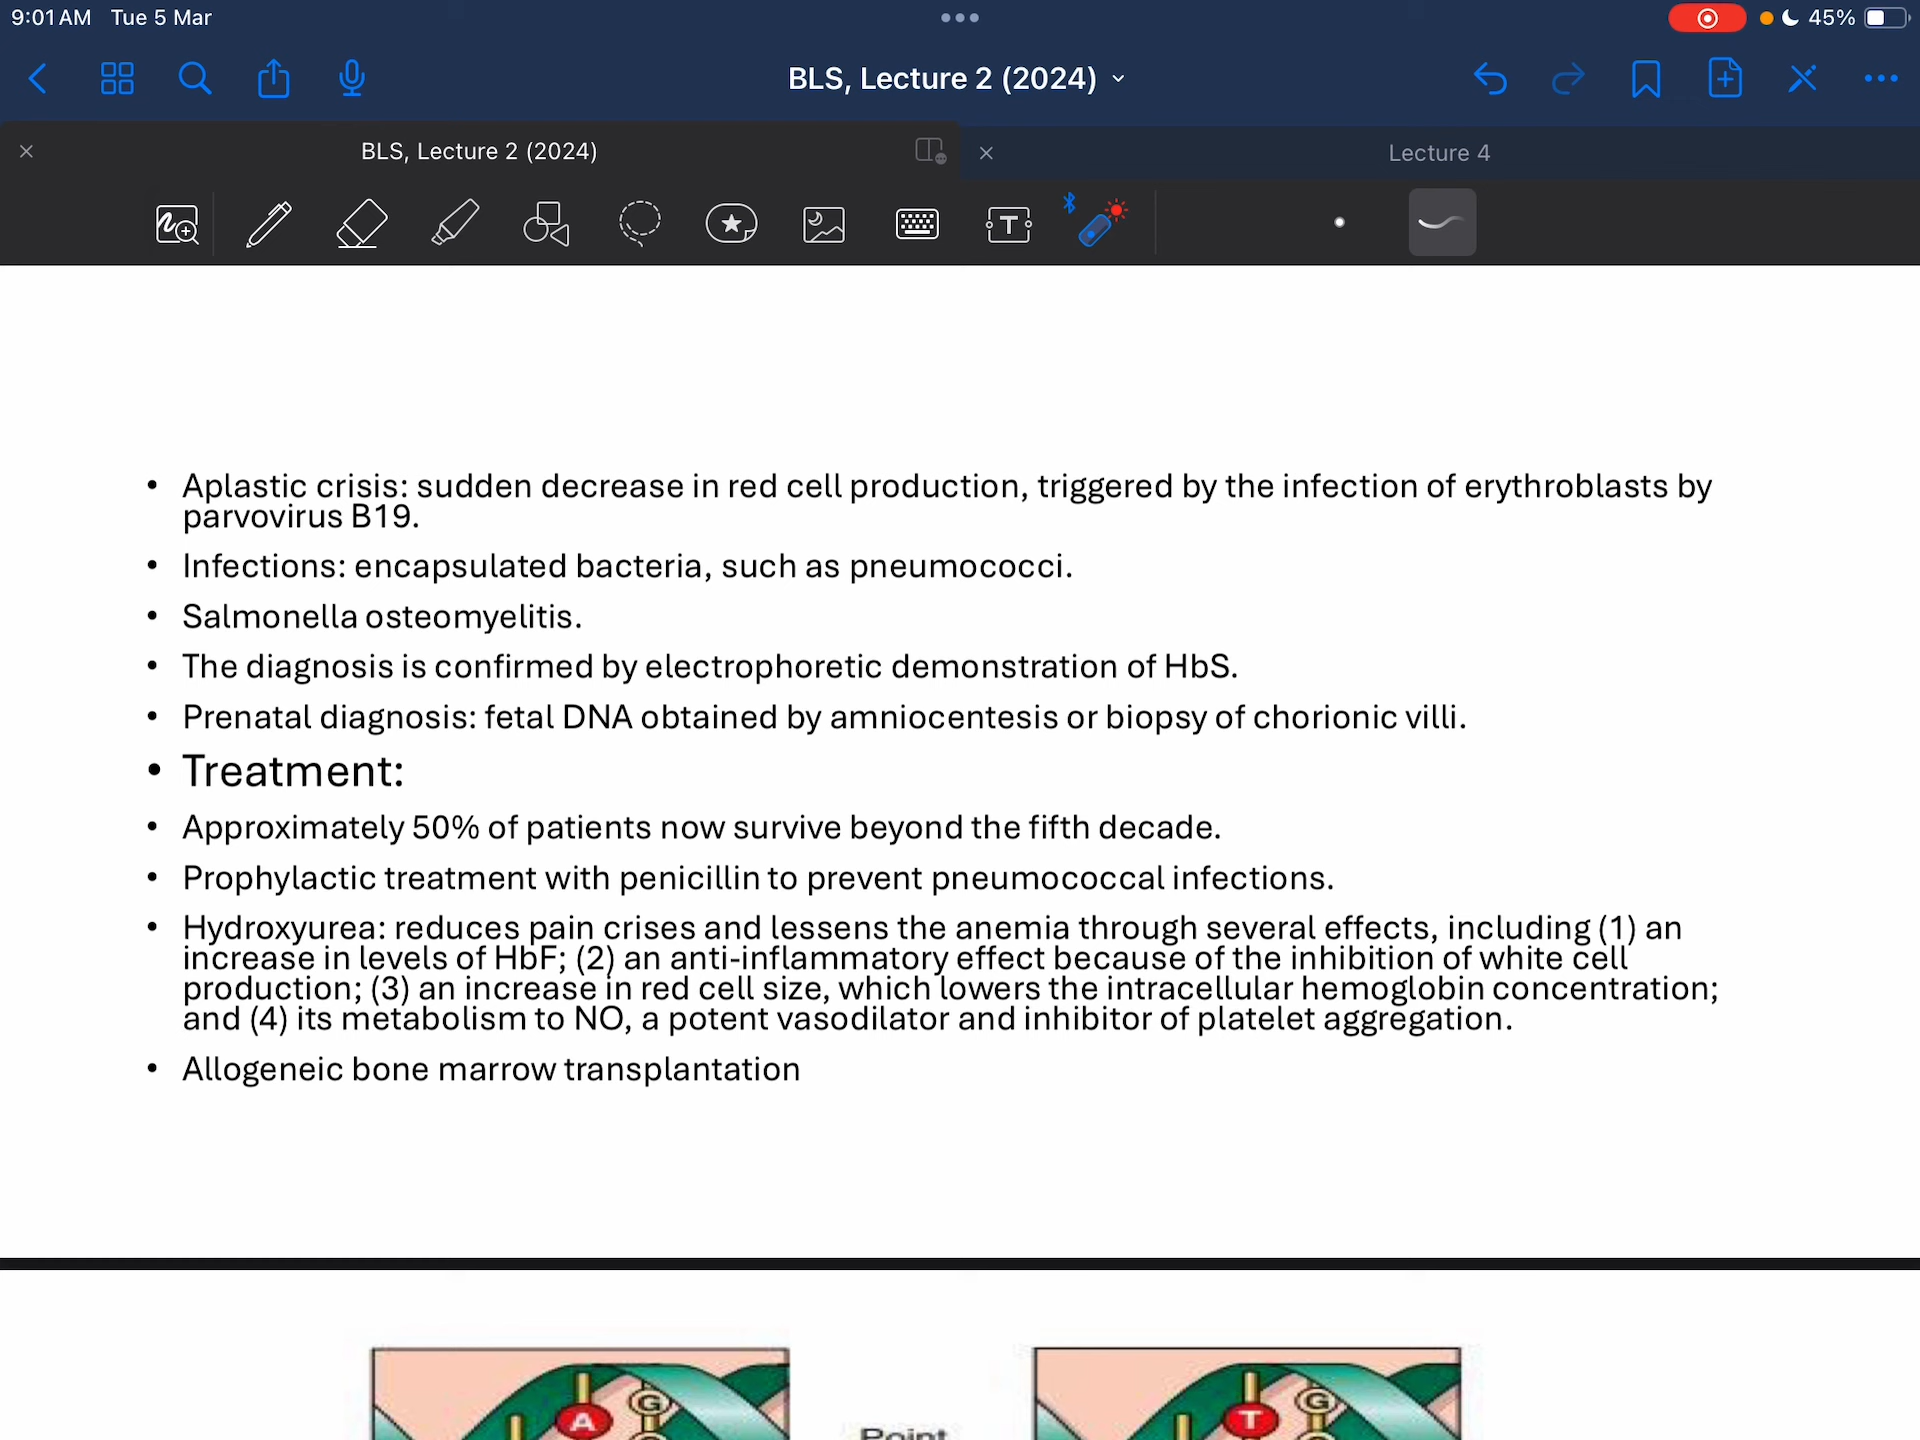 9:01 AM Tue 5 Mar
45%
BLS, Lecture 2 (2024)
BLS, Lecture 2 (2024)
Lecture 4
T
• Aplastic crisis: sudden decrease in red cell production, triggered by the infection of erythroblasts by
parvovirus B19.
• Infections: encapsulated bacteria, such as pneumococci.
• Salmonella osteomyelitis.
• The diagnosis is confirmed by electrophoretic demonstration of HbS.
• Prenatal diagnosis: fetal DNA obtained by amniocentesis or biopsy of chorionic villi.
• Treatment:
• Approximately 50% of patients now survive beyond the fifth decade.
• Prophylactic treatment with penicillin to prevent pneumococcal infections.
• Hydroxyurea: reduces pain crises and lessens the anemia through several effects, including (1) an
increase in levels of HbF; (2) an anti-inflammatory effect because of the inhibition of white cell
production; (3) an increase in red cell size, which lowers the intracellular hemoglobin concentration;
and (4) its metabolism to NO, a potent vasodilator and inhibitor of platelet aggregation.
• Allogeneic bone marrow transplantation
G G
A T
Point